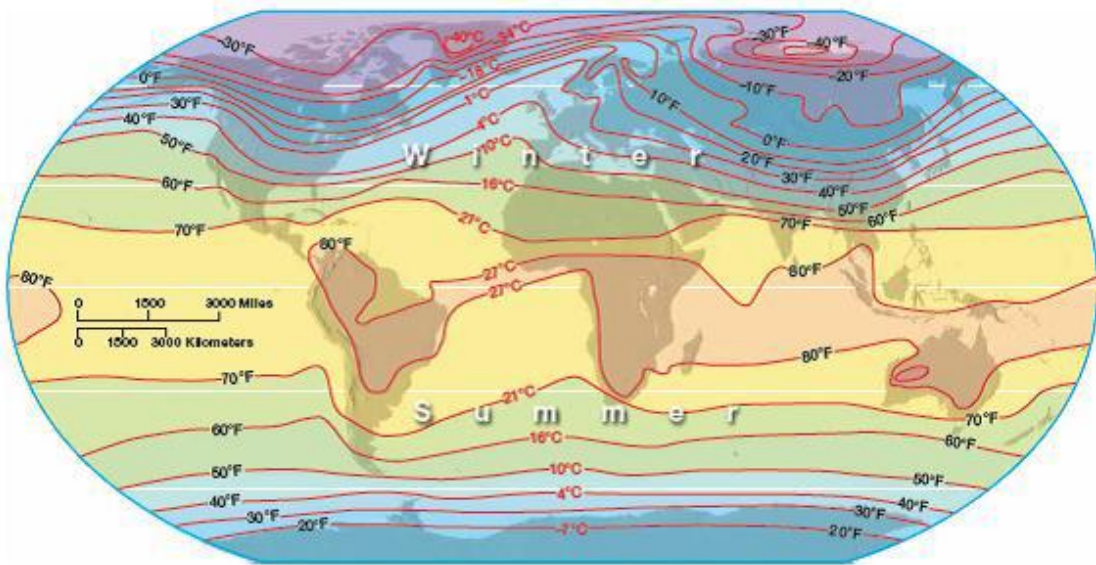 -30°F
-40°C
-34°C
-30°F
-40°F
-20°F
0°F
-18°C
-10°F
-10°F
30°F
1°C
10°F
40°F
4°C
0°F
50°F
10°C
Winter
20°F
30°F
60°F
16°C
40°F
50°F
60°F
70°F
27°C
70°F
80°F
80°F
27°C
80°F
27°C
0 1500 3000 Miles
0 1500 3000 Kilometers
80°F
70°F
21°C
Summer
70°F
60°F
16°C
60°F
50°F
10°C
50°F
40°F
4°C
40°F
30°F
30°F
20°F
-7°C
20°F